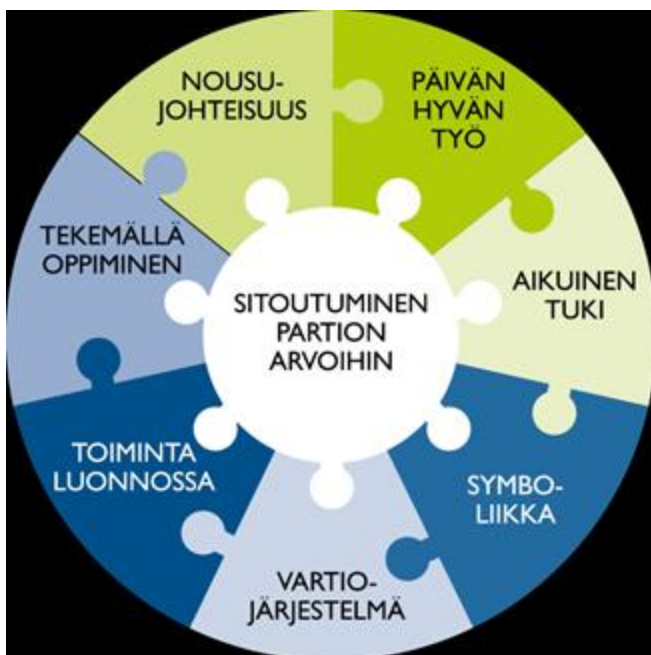 NOUSU-
JOHTEISUUS
PÄIVÄN
HYVÄN
TYÖ
TEKEMÄLLÄ
OPPIMINEN
SITOUTUMINEN
PARTION
ARVOIHIN
AIKUINEN
TUKI
TOIMINTA
LUONNOSSA
SYMBO-
LIIKKA
VARTIO-
JÄRJESTELMÄ